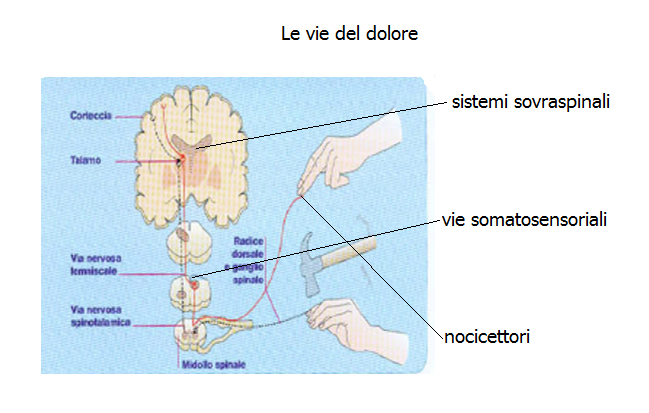 Le vie del dolore
sistemi sovraspinali
Corteccia
Talamo
vie somatosensoriali
Radice
dorsale
e ganglio
spinale
Via nervosa
lemniscale
Via nervosa
spinotalamica
nocicettori
Midollo spinale